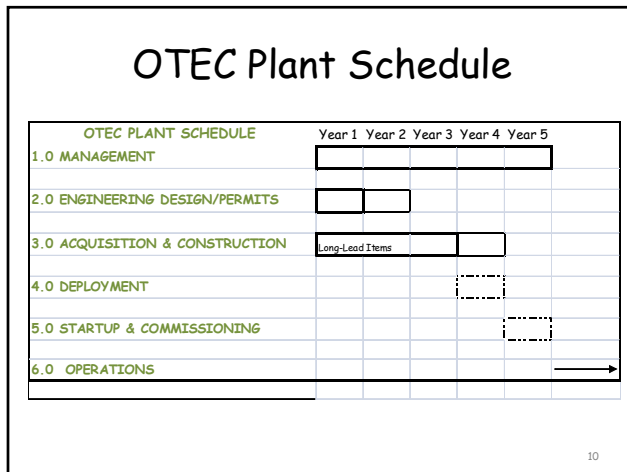 OTEC Plant Schedule
OTEC PLANT SCHEDULE Year 1 Year 2 Year 3 Year 4 Year 5
1.0 MANAGEMENT
2.0 ENGINEERING DESIGN/PERMITS
3.0 ACQUISITION & CONSTRUCTION Long-Lead Items
4.0 DEPLOYMENT
5.0 STARTUP & COMMISSIONING
6.0 OPERATIONS
10